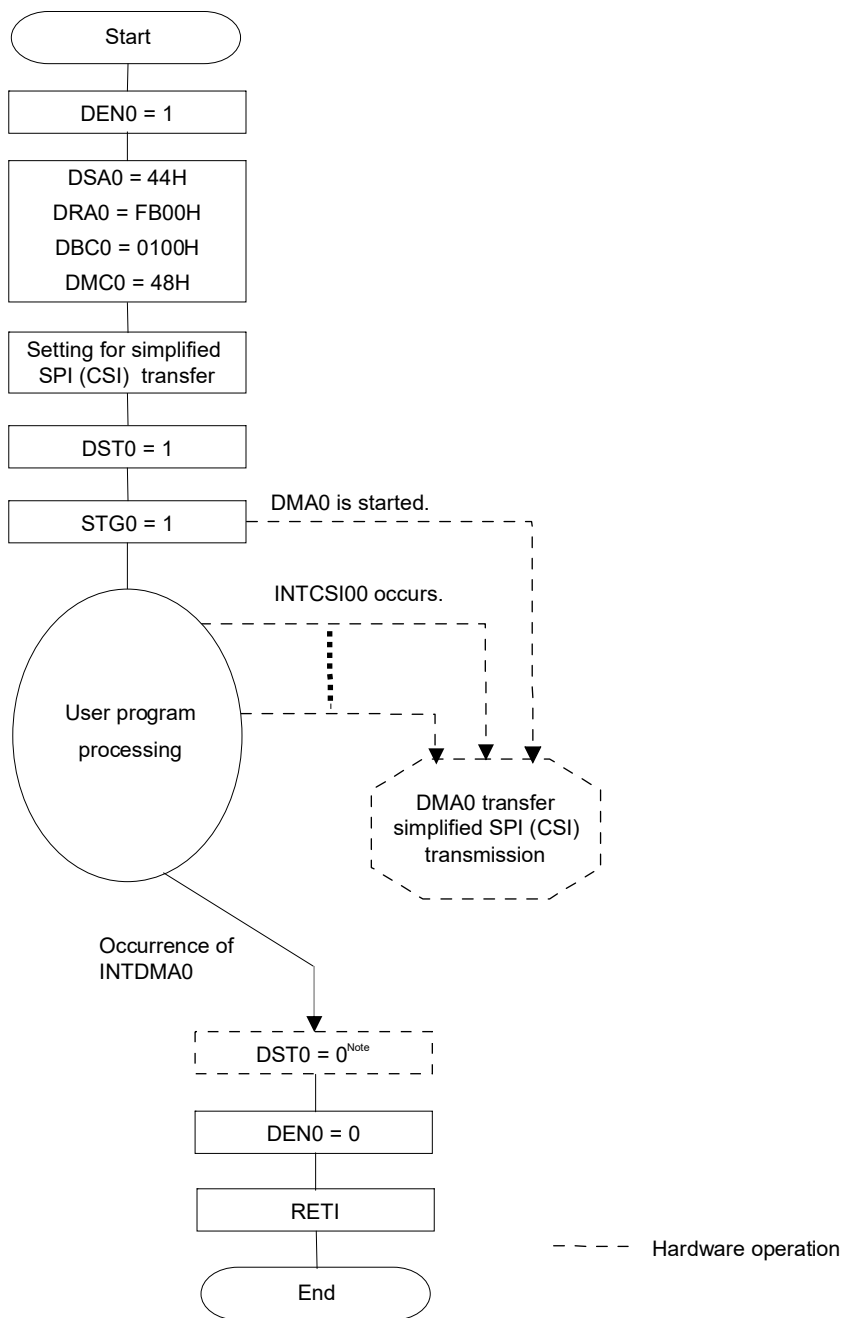 Start
DEN0 = 1
DSA0 = 44H
DRA0 = FB00H
DBC0 = 0100H
DMC0 = 48H
Setting for simplified
SPI (CSI) transfer
DST0 = 1
STG0 = 1
DMA0 is started.
INTCSI00 occurs.
User program
processing
DMA0 transfer
simplified SPI (CSI)
transmission
Occurrence of
INTDMA0
DST0 = 0Note
DEN0 = 0
RETI
Hardware operation
End